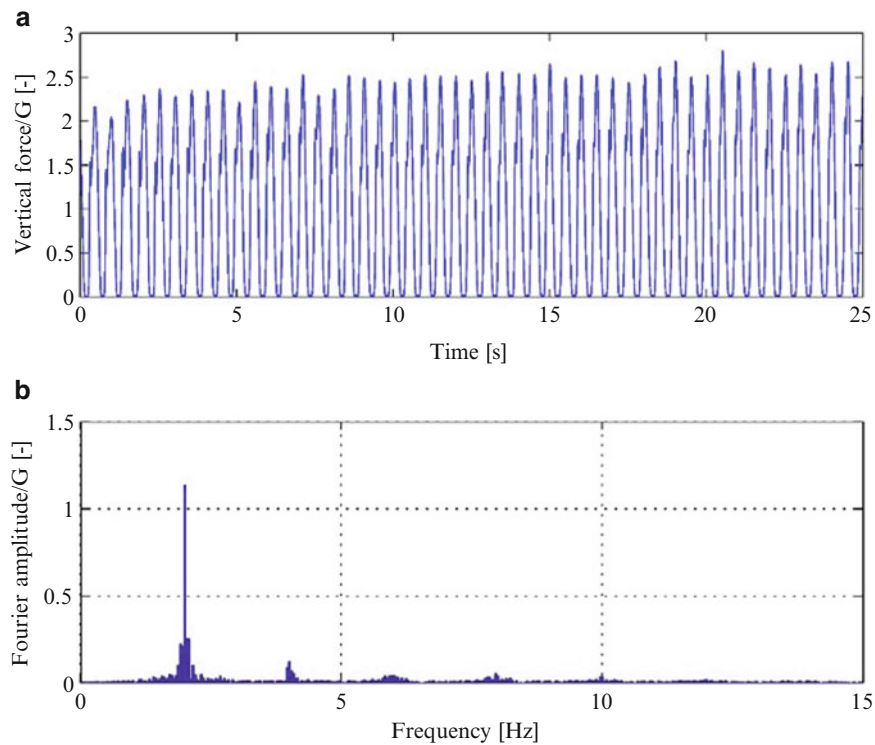 a
Vertical force/G [-]
3
2.5
2
1.5
1
0.5
0
0 5 10 15 20 25
Time [s]
b
Fourier amplitude/G [-]
1.5
1
0.5
0
0 5 10 15
Frequency [Hz]